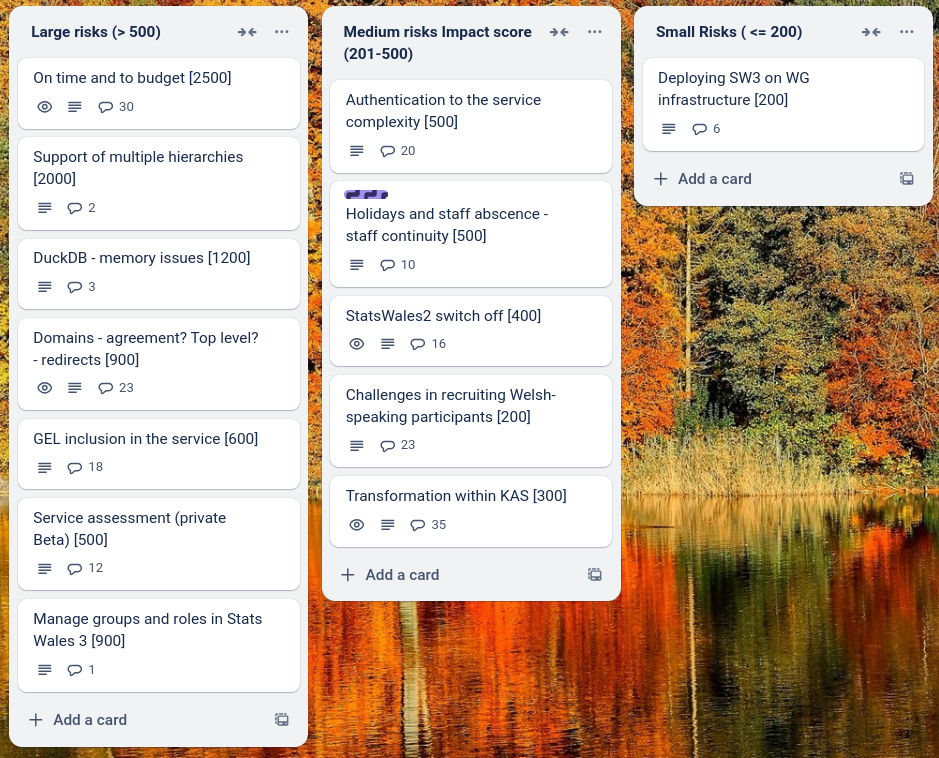 Large risks (> 500)
On time and to budget [2500]
30
Support of multiple hierarchies
[2000]
2
DuckDB - memory issues [1200]
3
Domains - agreement? Top level?
- redirects [900]
23
GEL inclusion in the service [600]
18
Service assessment (private
Beta) [500]
12
Manage groups and roles in Stats
Wales 3 [900]
1
Add a card
Medium risks Impact score
(201-500)
Authentication to the service
complexity [500]
20
Holidays and staff abscence -
staff continuity [500]
10
StatsWales2 switch off [400]
16
Challenges in recruiting Welsh-
speaking participants [200]
23
Transformation within KAS [300]
35
Add a card
Small Risks ( <= 200)
Deploying SW3 on WG
infrastructure [200]
6
Add a card